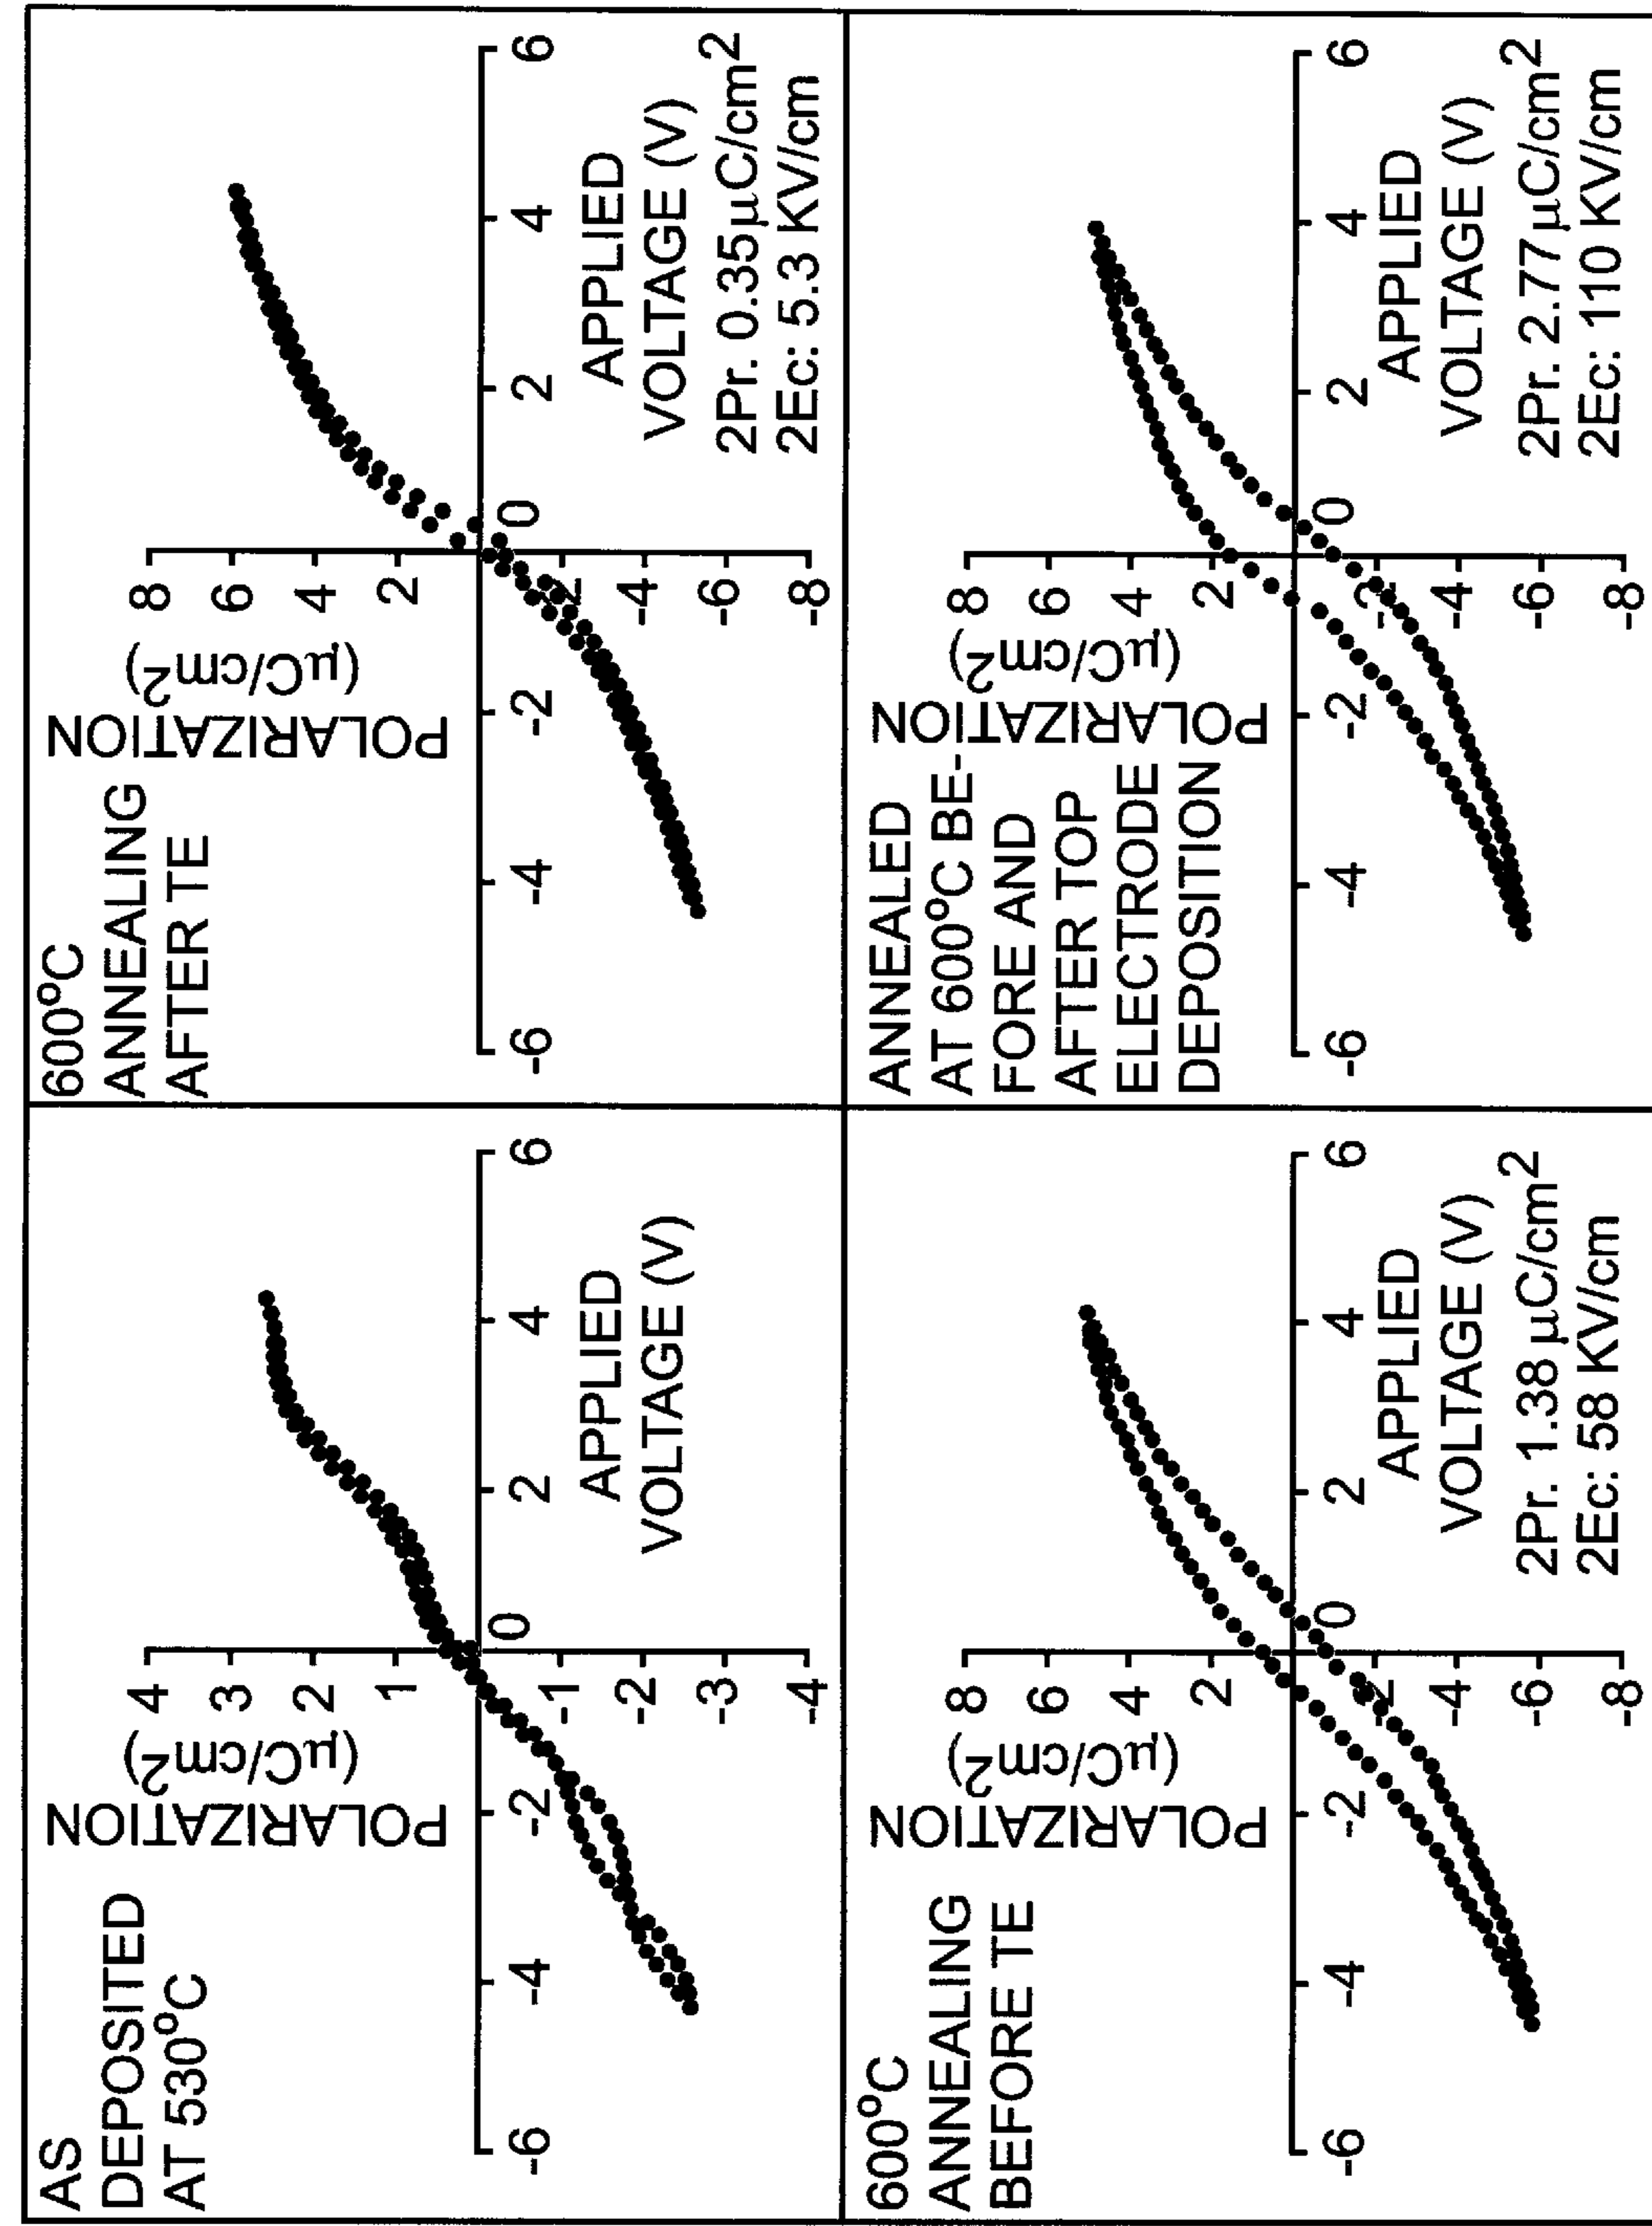 AS
DEPOSITED
AT 530°C
POLARIZATION
(μC/cm2)
4
3
2
1
-1
-2
-3
-4
-6
-4
-2
0
2
4
6
APPLIED
VOLTAGE (V)
600°C
ANNEALING
AFTER TE
POLARIZATION
(μC/cm2)
8
6
4
2
-2
-4
-6
-8
-6
-4
-2
0
2
4
6
APPLIED
VOLTAGE (V)
2Pr. 0.35μC/cm2
2Ec: 5.3 KV/cm
600°C
ANNEALING
BEFORE TE
POLARIZATION
(μC/cm2)
8
6
4
2
-2
-4
-6
-8
-6
-4
-2
0
2
4
6
APPLIED
VOLTAGE (V)
2Pr. 1.38 μC/cm2
2Ec: 58 KV/cm
ANNEALED
AT 600°C BE-
FORE AND
AFTER TOP
ELECTRODE
DEPOSITION
POLARIZATION
(μC/cm2)
8
6
4
2
-2
-4
-6
-8
-6
-4
-2
0
2
4
6
APPLIED
VOLTAGE (V)
2Pr. 2.77μC/cm2
2Ec: 110 KV/cm